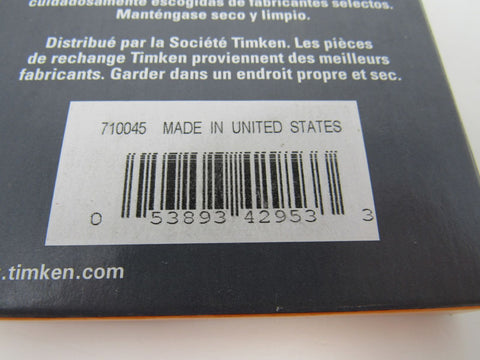 cuidadosamente escogidas de fabricantes selectos.
Manténgase seco y limpio.
Distribué par la Société Timken. Les pièces
de rechange Timken proviennent des meilleurs
fabricants. Garder dans un endroit propre et sec.
710045 MADE IN UNITED STATES
0 53893 42953 3
.timken.com